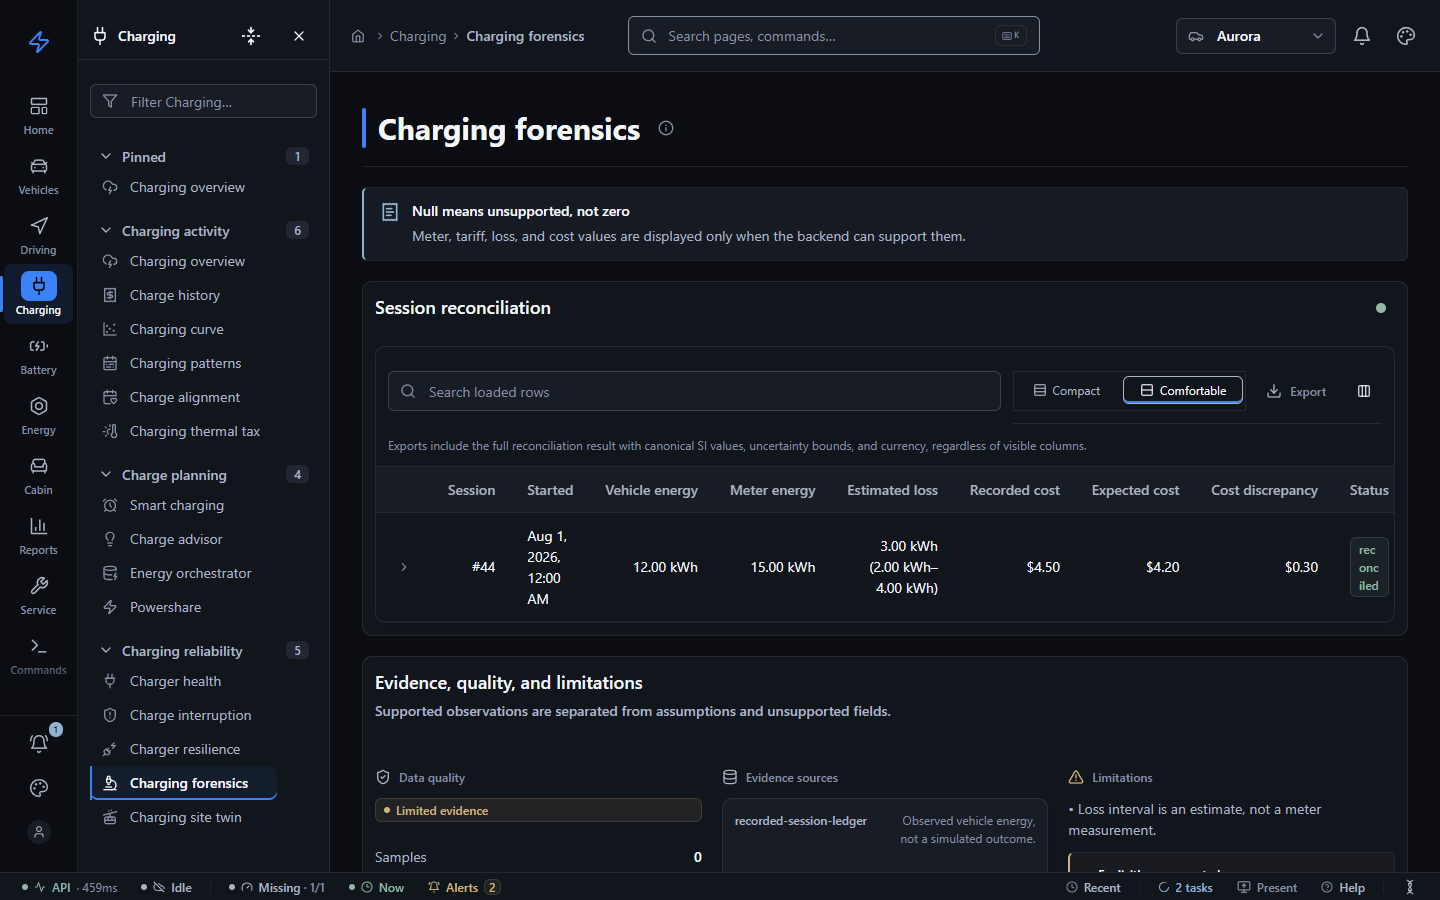 Charging
Charging
Charging forensics
Search pages, commands...
K
Aurora
Home
Vehicles
Driving
Charging
Battery
Energy
Cabin
Reports
Service
Commands
1
Filter Charging...
Pinned
1
Charging overview
Charging activity
6
Charging overview
Charge history
Charging curve
Charging patterns
Charge alignment
Charging thermal tax
Charge planning
4
Smart charging
Charge advisor
Energy orchestrator
Powershare
Charging reliability
5
Charger health
Charge interruption
Charger resilience
Charging forensics
Charging site twin
Charging forensics
Null means unsupported, not zero
Meter, tariff, loss, and cost values are displayed only when the backend can support them.
Session reconciliation
Search loaded rows
Compact
Comfortable
Export
Exports include the full reconciliation result with canonical SI values, uncertainty bounds, and currency, regardless of visible columns.
Session Started Vehicle energy Meter energy Estimated loss Recorded cost Expected cost Cost discrepancy Status
#44
Aug 1,
2026,
12:00
AM
12.00 kWh
15.00 kWh
3.00 kWh
(2.00 kWh–
4.00 kWh)
$4.50
$4.20
$0.30
rec
onc
iled
Evidence, quality, and limitations
Supported observations are separated from assumptions and unsupported fields.
Data quality
Limited evidence
Samples 0
Evidence sources
recorded-session-ledger
Observed vehicle energy,
not a simulated outcome.
Limitations
• Loss interval is an estimate, not a meter
measurement.
API · 459ms
Idle
Missing · 1/1
Now
Alerts 2
Recent
2 tasks
Present
Help